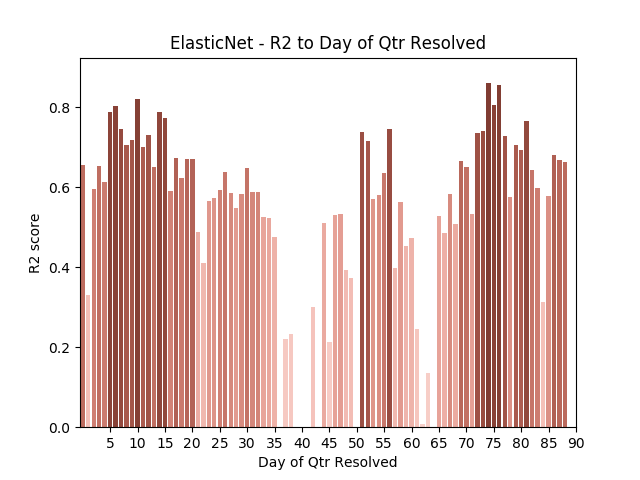 ElasticNet - R2 to Day of Qtr Resolved
0.8
0.6
0.4
0.2
0.0
R2 score
5 10 15 20 25 30 35 40 45 50 55 60 65 70 75 80 85 90
Day of Qtr Resolved